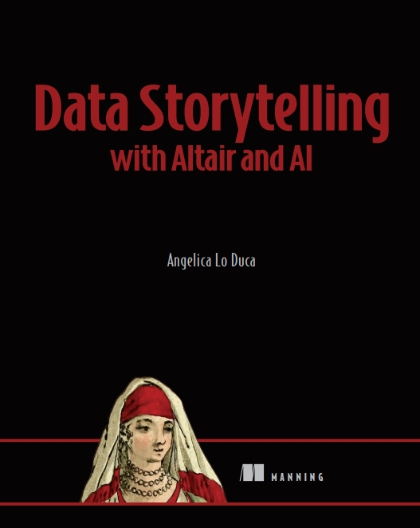 Data Storytelling
with Altair and AI
Angelica Lo Duca
MANNING